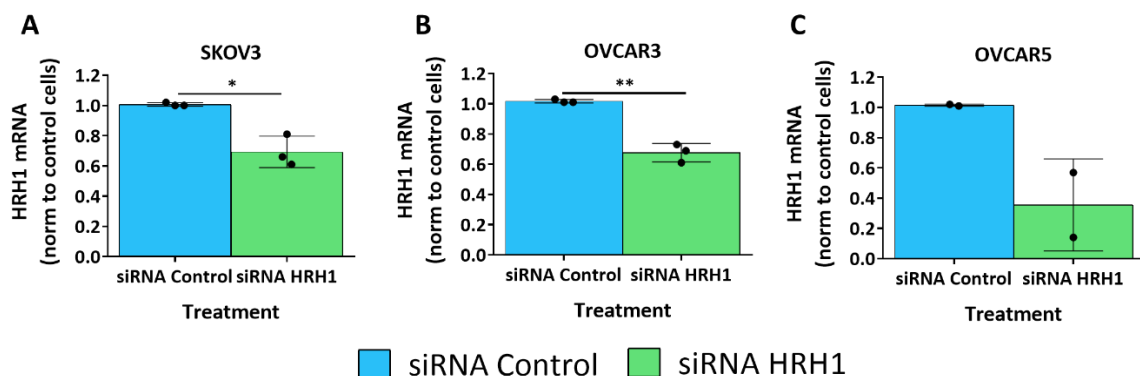 A
SKOV3
HRH1 mRNA
(norm to control cells)
1.2
1.0
0.8
0.6
0.4
0.2
0.0
*
siRNA Control siRNA HRH1
Treatment
B
OVCAR3
HRH1 mRNA
(norm to control cells)
1.2
1.0
0.8
0.6
0.4
0.2
0.0
**
siRNA Control siRNA HRH1
Treatment
C
OVCAR5
HRH1 mRNA
(norm to control cells)
1.2
1.0
0.8
0.6
0.4
0.2
0.0
siRNA Control siRNA HRH1
Treatment
siRNA Control siRNA HRH1